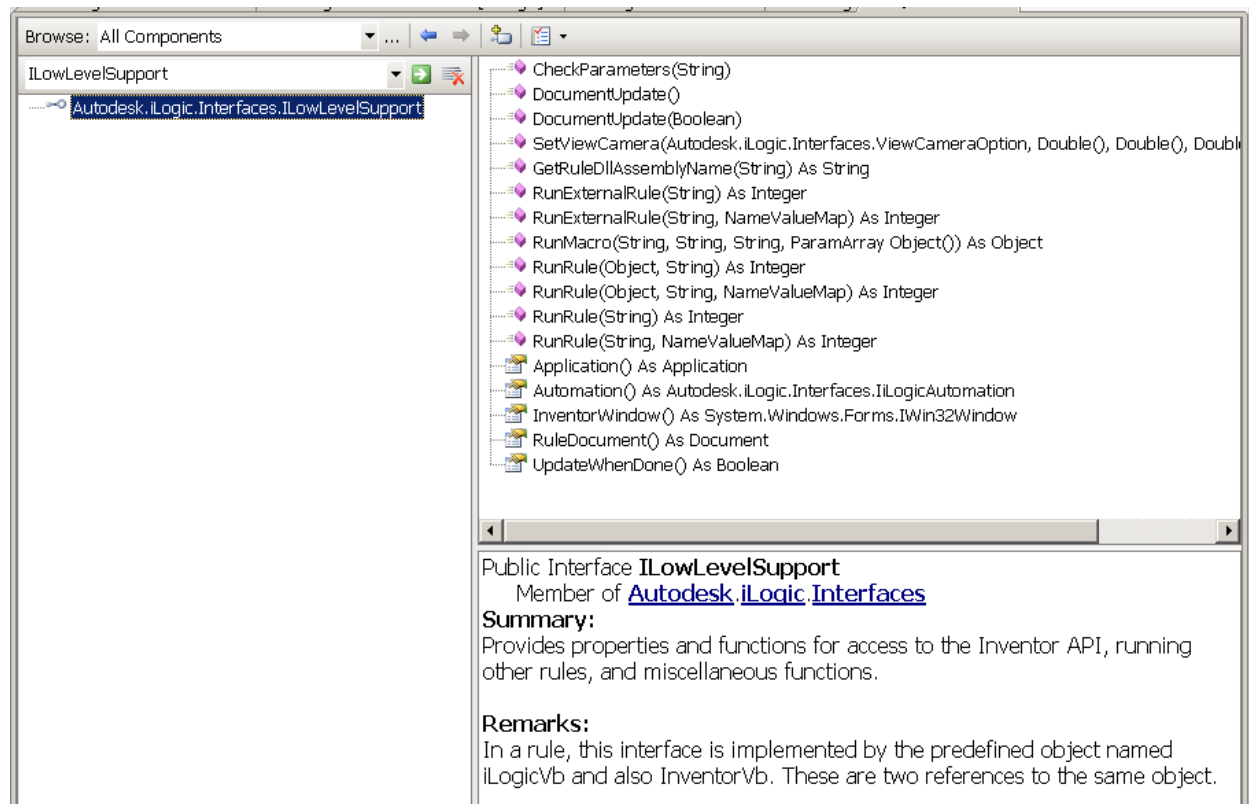 Browse: All Components ...
ILowLevelSupport
Autodesk.iLogic.Interfaces.ILowLevelSupport
CheckParameters(String)
DocumentUpdate()
DocumentUpdate(Boolean)
SetViewCamera(Autodesk.iLogic.Interfaces.ViewCameraOption, Double(), Double(), Doubl
GetRuleDllAssemblyName(String) As String
RunExternalRule(String) As Integer
RunExternalRule(String, NameValueMap) As Integer
RunMacro(String, String, String, ParamArray Object()) As Object
RunRule(Object, String) As Integer
RunRule(Object, String, NameValueMap) As Integer
RunRule(String) As Integer
RunRule(String, NameValueMap) As Integer
Application() As Application
Automation() As Autodesk.iLogic.Interfaces.IiLogicAutomation
InventorWindow() As System.Windows.Forms.IWin32Window
RuleDocument() As Document
UpdateWhenDone() As Boolean
Public Interface ILowLevelSupport
Member of Autodesk.iLogic.Interfaces
Summary:
Provides properties and functions for access to the Inventor API, running
other rules, and miscellaneous functions.
Remarks:
In a rule, this interface is implemented by the predefined object named
iLogicVb and also InventorVb. These are two references to the same object.